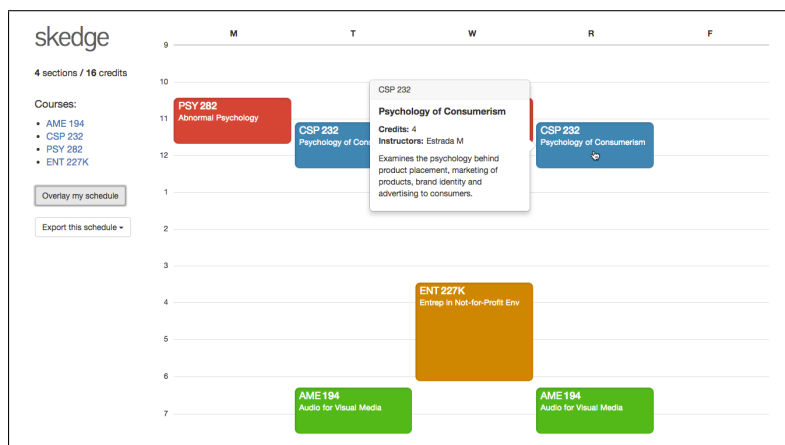 skedge
4 sections / 16 credits
Courses:
AME 194
CSP 232
PSY 282
ENT 227K
Overlay my schedule
Export this schedule
M T W R F
9
10
11
12
1
2
3
4
5
6
7
PSY 282
Abnormal Psychology
CSP 232
Psychology of Con
CSP 232
Psychology of Consumerism
Credits: 4
Instructors: Estrada M
Examines the psychology behind
product placement, marketing of
products, brand identity and
advertising to consumers.
CSP 232
Psychology of Consumerism
ENT 227K
Entrep in Not-for-Profit Env
AME 194
Audio for Visual Media
AME 194
Audio for Visual Media